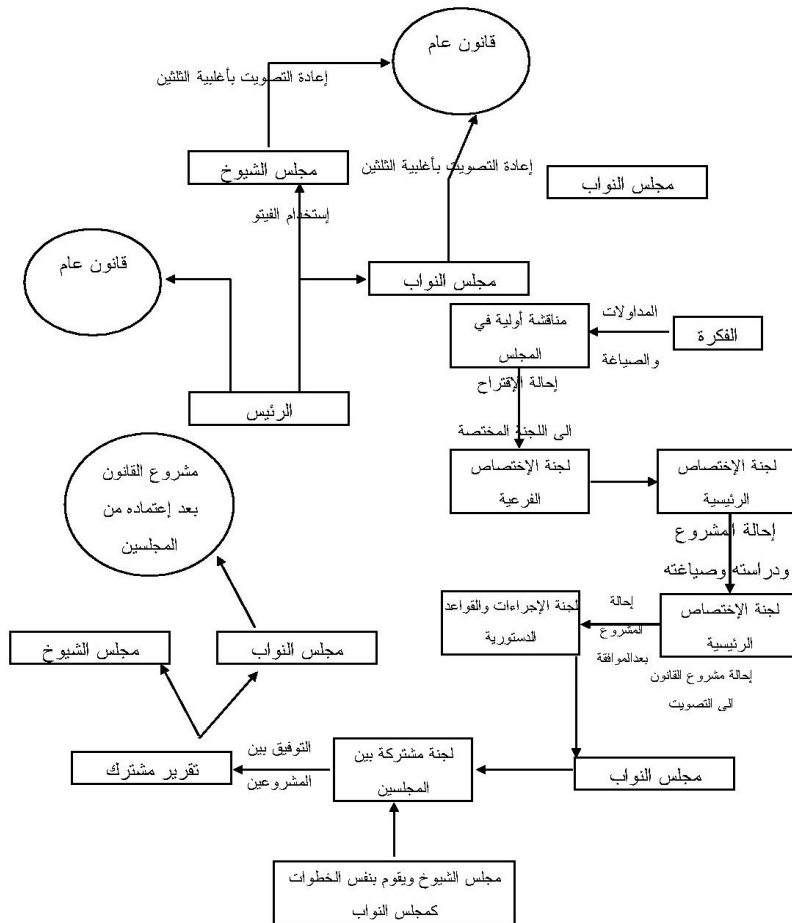 قانون عام
إعادة التصويت بأغلبية الثلثين
مجلس الشيوخ
إعادة التصويت بأغلبية الثلثين
مجلس النواب
إستخدام الفيتو
قانون عام
مجلس النواب
المداولات
والصياغة
الفكرة
مناقشة أولية في
المجلس
الرئيس
إحالة الإقتراح
الى اللجنة المختصة
لجنة الإختصاص
الفرعية
لجنة الإختصاص
الرئيسية
إحالة المشروع
ودراسته وصياغته
لجنة الإختصاص
الرئيسية
إحالة
المشروع
بعدالموافقة
لجنة الإجراءات والقواعد
الدستورية
إحالة مشروع القانون
الى التصويت
مجلس النواب
لجنة مشتركة بين
المجلسين
التوفيق بين
المشروعين
تقرير مشترك
مجلس النواب
مجلس الشيوخ
مشروع القانون
بعد إعتماده من
المجلسين
مجلس الشيوخ ويقوم بنفس الخطوات
كمجلس النواب